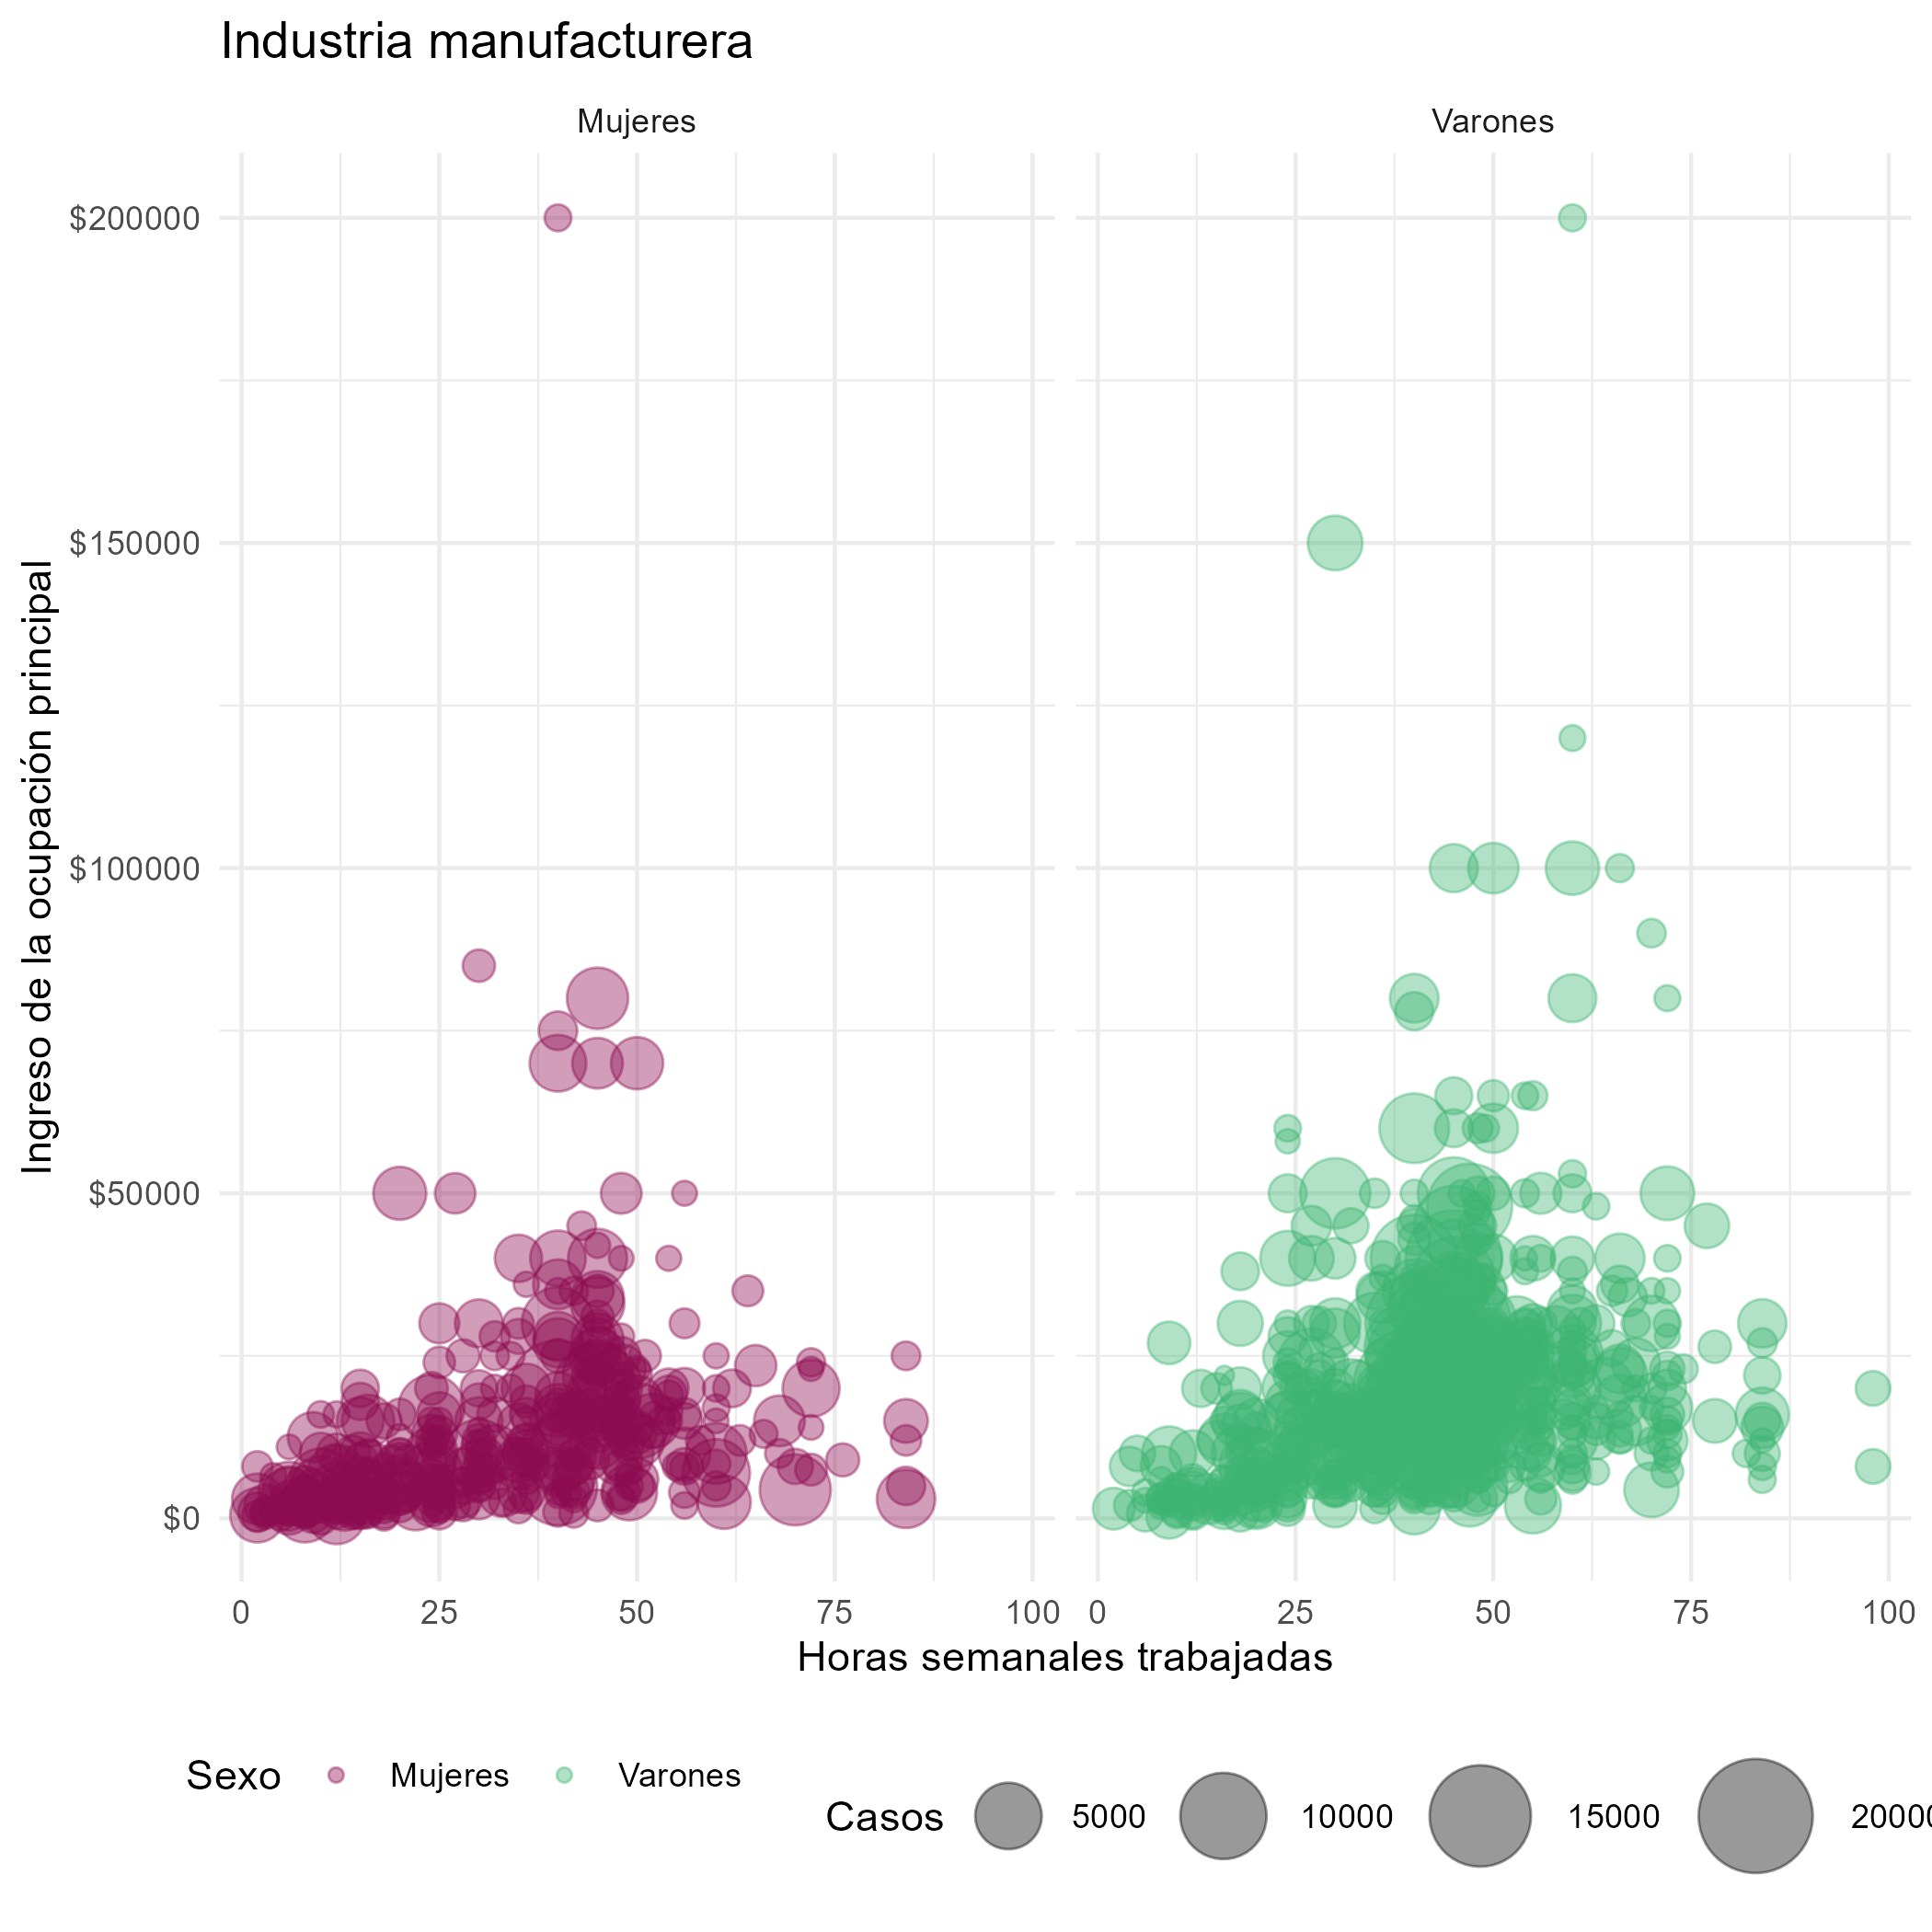 Industria manufacturera
Mujeres
Varones
Ingreso de la ocupación principal
$200000
$150000
$100000
$50000
$0
0 25 50 75 100
0 25 50 75 100
Horas semanales trabajadas
Sexo Mujeres Varones
Casos 5000 10000 15000 20000